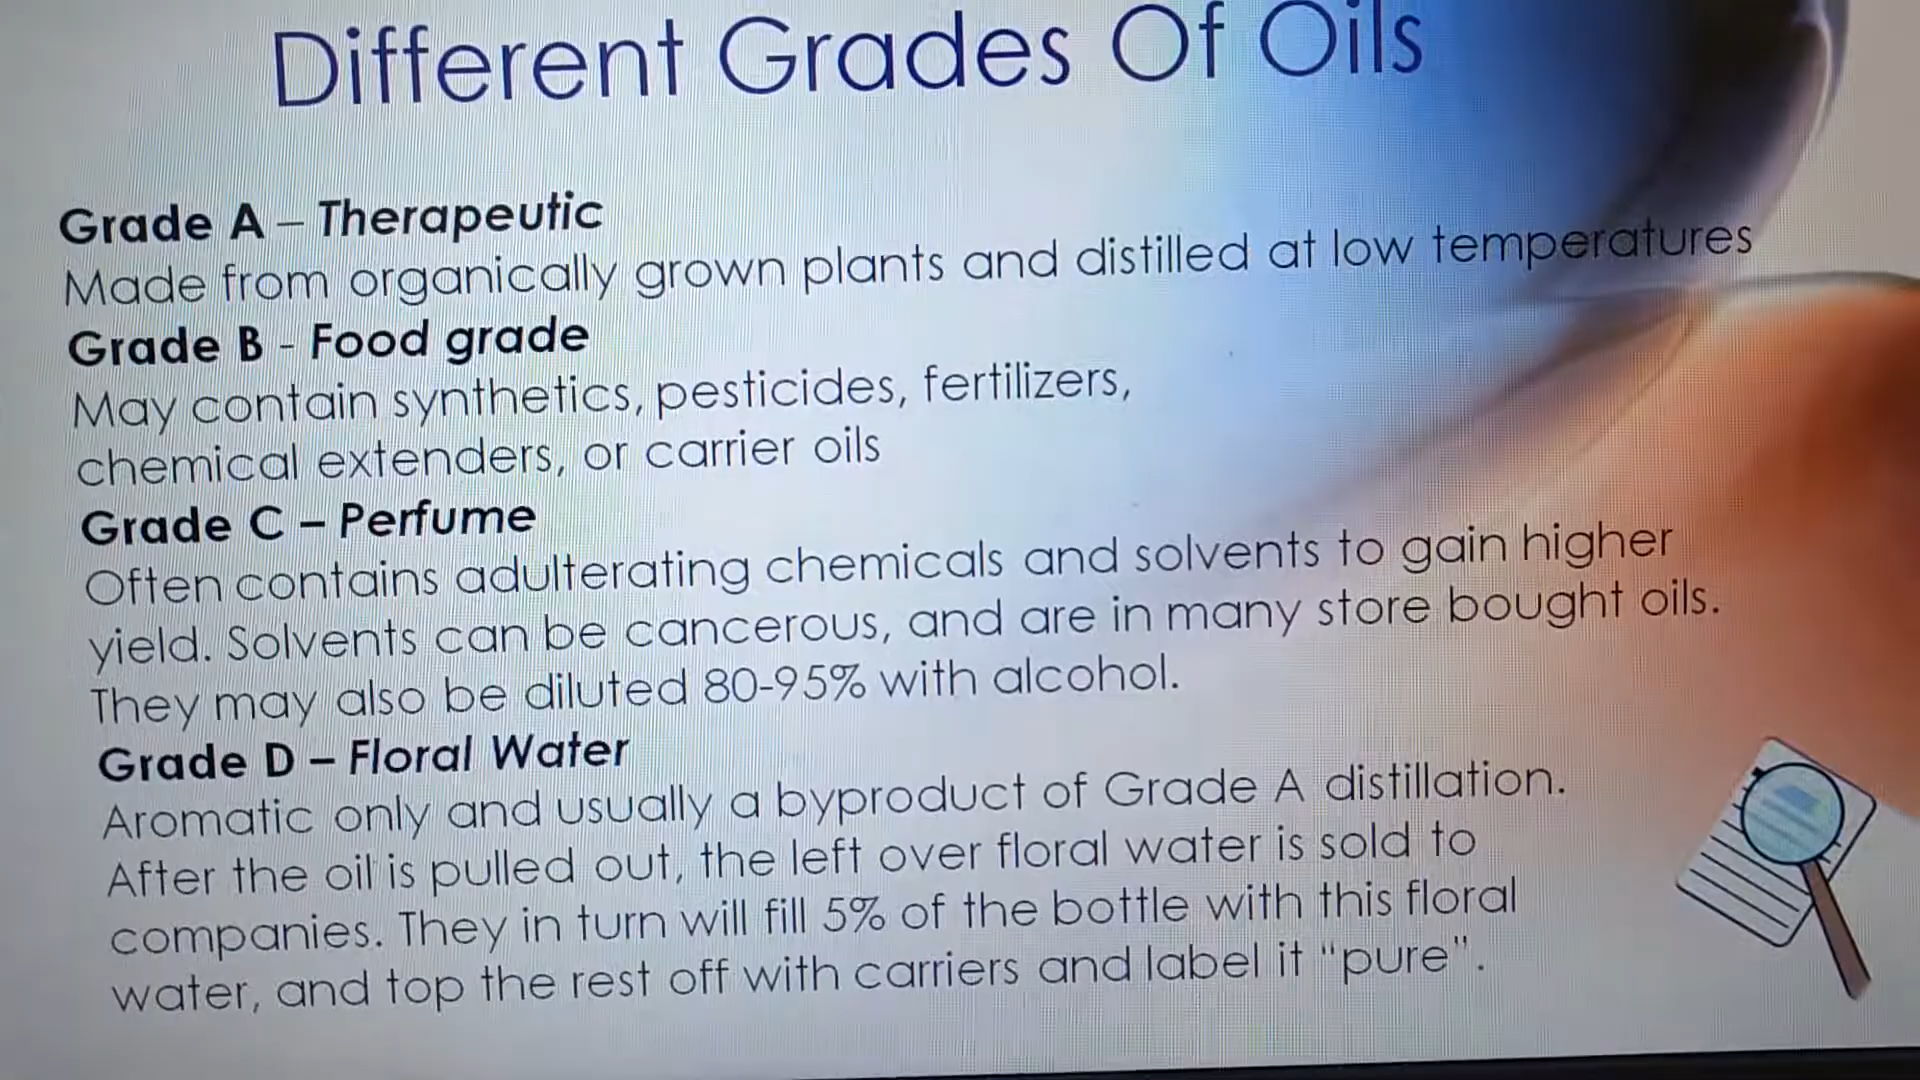 Different Grades Of Oils
Grade A – Therapeutic
Made from organically grown plants and distilled at low temperatures
Grade B - Food grade
May contain synthetics, pesticides, fertilizers,
chemical extenders, or carrier oils
Grade C – Perfume
Often contains adulterating chemicals and solvents to gain higher
yield. Solvents can be cancerous, and are in many store bought oils.
They may also be diluted 80-95% with alcohol.
Grade D – Floral Water
Aromatic only and usually a byproduct of Grade A distillation.
After the oil is pulled out, the left over floral water is sold to
companies. They in turn will fill 5% of the bottle with this floral
water, and top the rest off with carriers and label it "pure".